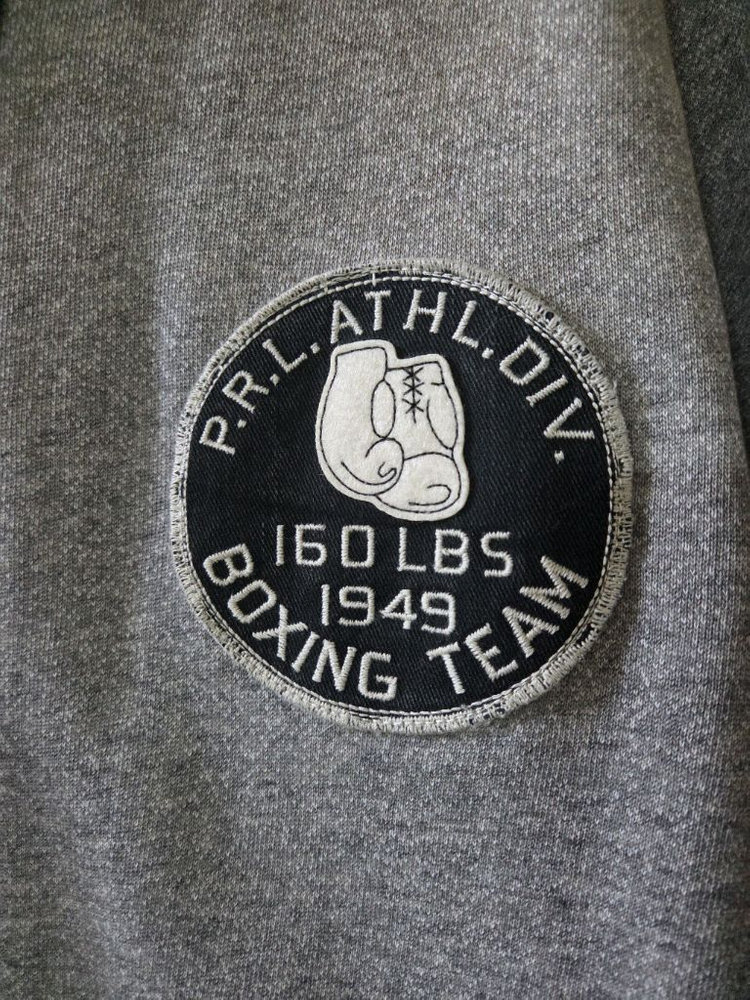 P.R.L. ATHL. DIV.
160 LBS
1949
BOXING TEAM